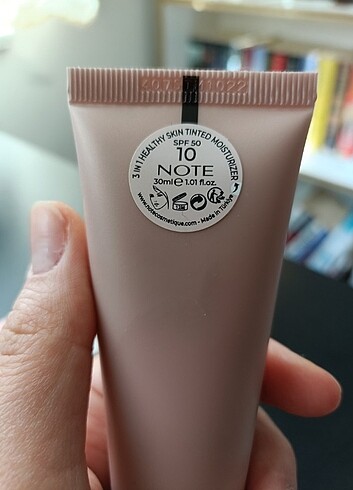 3 IN 1 HEALTHY SKIN TINTED MOISTURIZER
SPF 50
10
NOTE
30ml ℮ 1.01 fl.oz.
12M
www.notecosmetique.com - Made in Türkiye